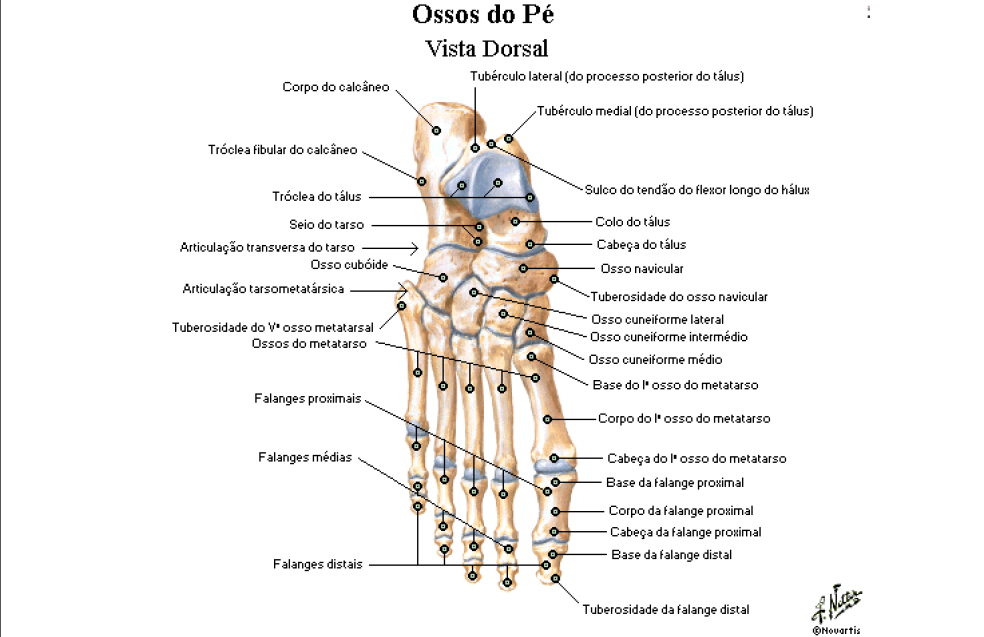 Ossos do Pé
Vista Dorsal
Tubérculo lateral (do processo posterior do tálus)
Corpo do calcâneo
Tubérculo medial (do processo posterior do tálus)
Tróclea fibular do calcâneo
Sulco do tendão do flexor longo do hálux
Tróclea do tálus
Colo do tálus
Seio do tarso
Cabeça do tálus
Articulação transversa do tarso
Osso cubóide
Osso navicular
Articulação tarsometatársica
Tuberosidade do osso navicular
Osso cuneiforme lateral
Tuberosidade do Vª osso metatarsal
Osso cuneiforme intermédio
Ossos do metatarso
Osso cuneiforme médio
Base do Iª osso do metatarso
Falanges proximais
Corpo do Iª osso do metatarso
Falanges médias
Cabeça do Iª osso do metatarso
Base da falange proximal
Corpo da falange proximal
Cabeça da falange proximal
Base da falange distal
Falanges distais
Tuberosidade da falange distal
F. Netter
©Novartis